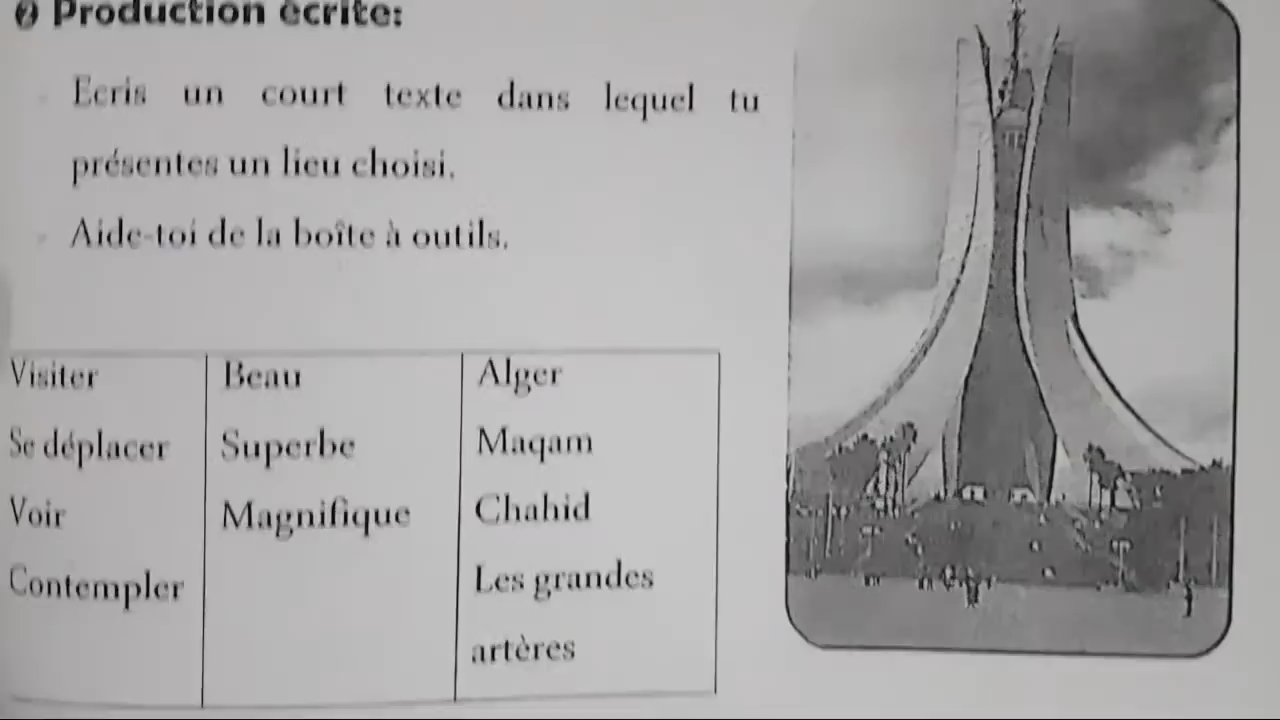 2 Production écrite:
- Ecris un court texte dans lequel tu
présentes un lieu choisi.
- Aide-toi de la boîte à outils.
Visiter Beau Alger
Se déplacer Superbe Maqam
Voir Magnifique Chahid
Contempler Les grandes
artères